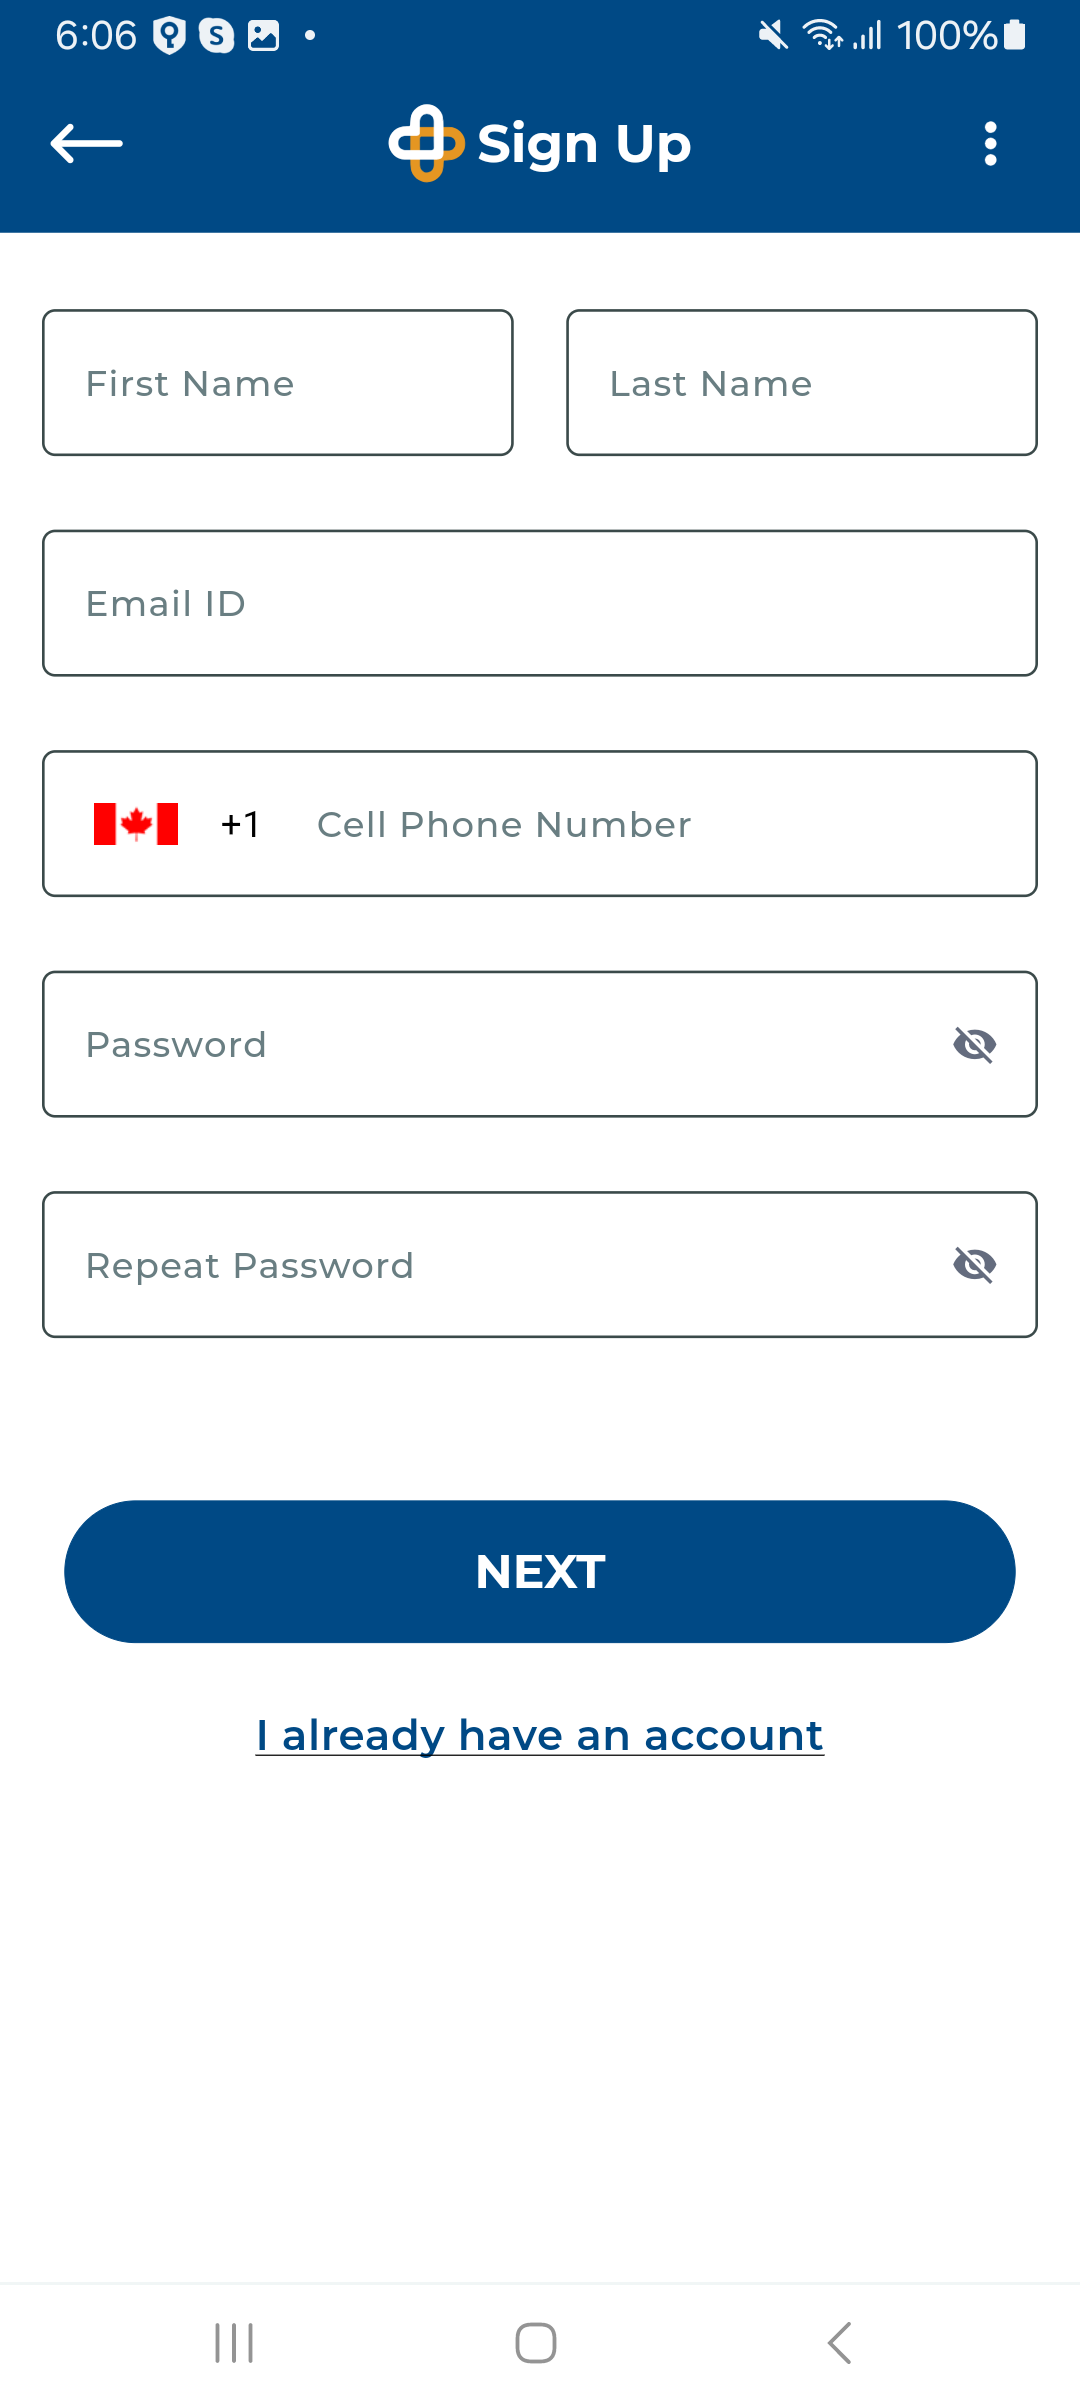 6:06 S 100%
Sign Up
First Name Last Name
Email ID
+1 Cell Phone Number
Password
Repeat Password
NEXT
I already have an account